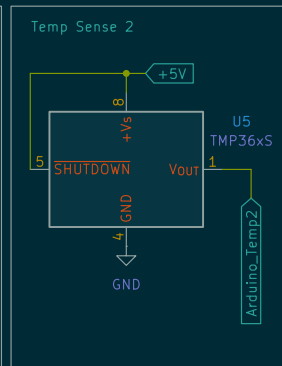 Temp Sense 2
+5V
8
+Vs
U5
TMP36xS
5
SHUTDOWN
VOUT
1
GND
4
GND
Arduino_Temp2